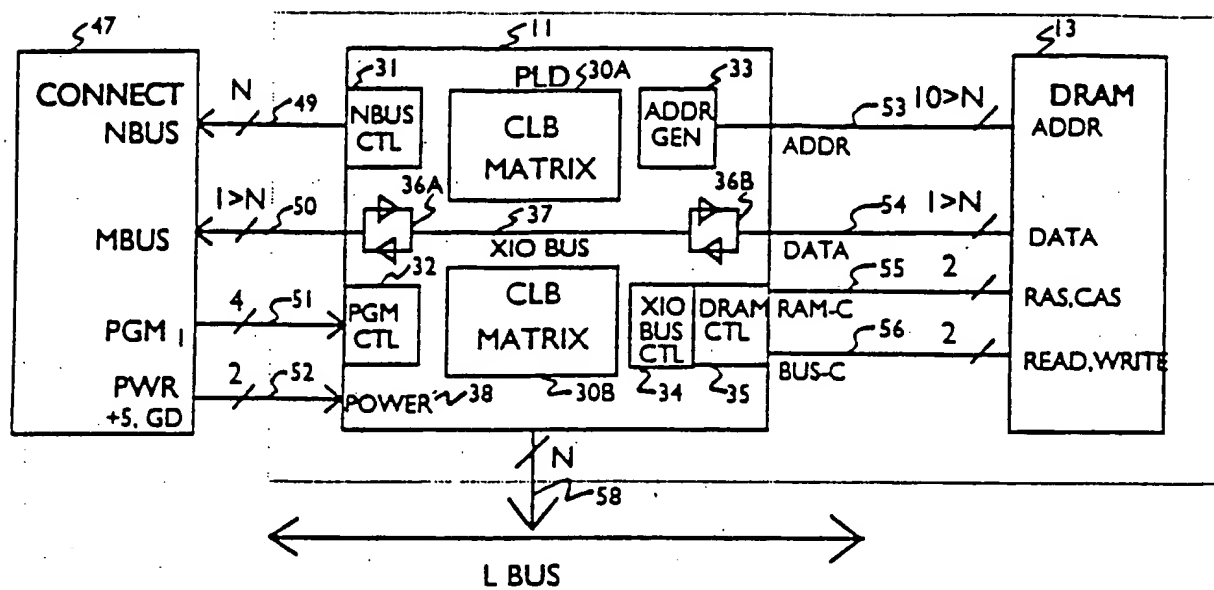 47
11
13
CONNECT
NBUS
N
49
31
NBUS
CTL
PLD
30A
CLB
MATRIX
33
ADDR
GEN
53
10>N
ADDR
DRAM
ADDR
MBUS
1>N
50
36A
37
XIO BUS
36B
54
1>N
DATA
DATA
PGM 1
4
51
32
PGM
CTL
CLB
MATRIX
XIO
BUS
CTL
DRAM
CTL
RAM-C
55
2
RAS,CAS
56
2
BUS-C
READ,WRITE
PWR
+5, GD
2
52
POWER
38
30B
34
35
N
58
L BUS